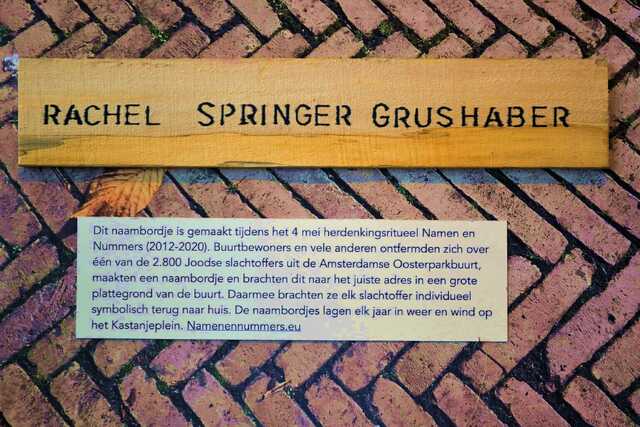 RACHEL SPRINGER GRUSHABER
Dit naambordje is gemaakt tijdens het 4 mei herdenkingsritueel Namen en
Nummers (2012-2020). Buurtbewoners en vele anderen ontfermden zich over
één van de 2.800 Joodse slachtoffers uit de Amsterdamse Oosterparkbuurt,
maakten een naambordje en brachten dit naar het juiste adres in een grote
plattegrond van de buurt. Daarmee brachten ze elk slachtoffer individueel
symbolisch terug naar huis. De naambordjes lagen elk jaar in weer en wind op
het Kastanjeplein. Namenennummers.eu